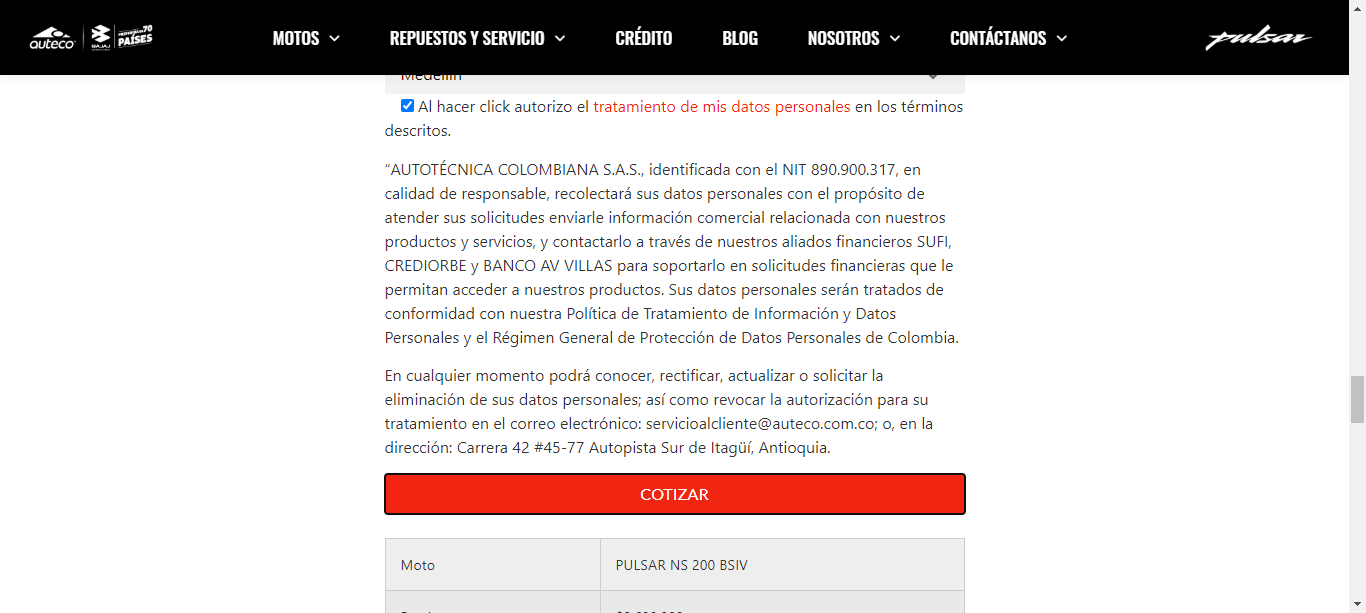 auteco
BAJAJ
70
PAÍSES
MOTOS
REPUESTOS Y SERVICIO
CRÉDITO
BLOG
NOSOTROS
CONTÁCTANOS
pulsar
Medellín
Al hacer click autorizo el tratamiento de mis datos personales en los términos
descritos.
“AUTOTÉCNICA COLOMBIANA S.A.S., identificada con el NIT 890.900.317, en
calidad de responsable, recolectará sus datos personales con el propósito de
atender sus solicitudes enviarle información comercial relacionada con nuestros
productos y servicios, y contactarlo a través de nuestros aliados financieros SUFI,
CREDIORBE y BANCO AV VILLAS para soportarlo en solicitudes financieras que le
permitan acceder a nuestros productos. Sus datos personales serán tratados de
conformidad con nuestra Política de Tratamiento de Información y Datos
Personales y el Régimen General de Protección de Datos Personales de Colombia.
En cualquier momento podrá conocer, rectificar, actualizar o solicitar la
eliminación de sus datos personales; así como revocar la autorización para su
tratamiento en el correo electrónico: servicioalcliente@auteco.com.co; o, en la
dirección: Carrera 42 #45-77 Autopista Sur de Itagüí, Antioquia.
COTIZAR
Moto
PULSAR NS 200 BSIV